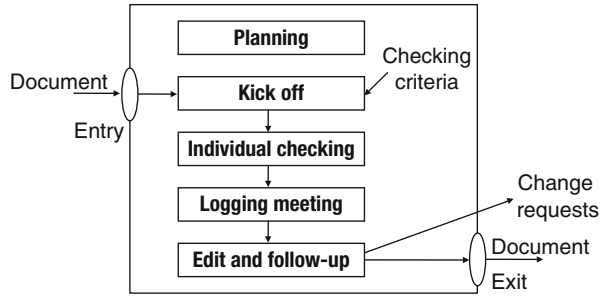 Planning
Checking
criteria
Document
Kick off
Entry
Individual checking
Logging meeting
Change
requests
Edit and follow-up
Document
Exit